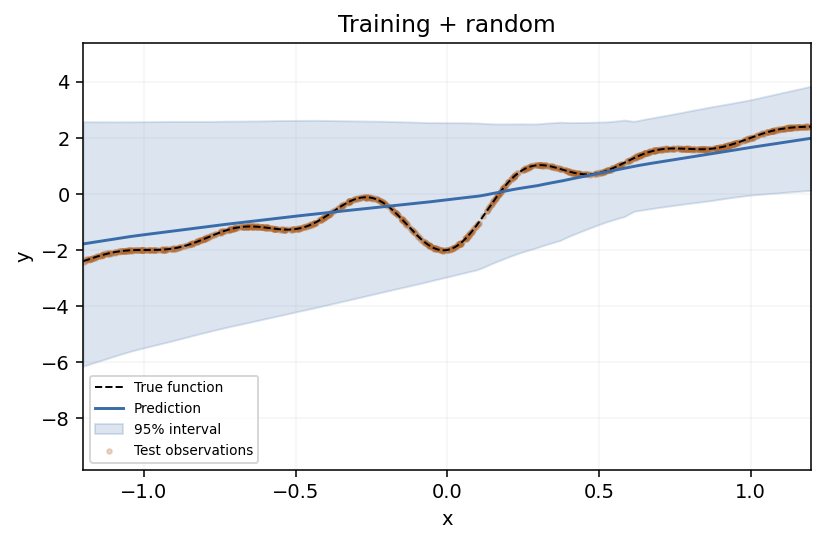 Training + random
4
2
0
−2
−4
−6
−8
y
True function
Prediction
95% interval
Test observations
−1.0 −0.5 0.0 0.5 1.0
x